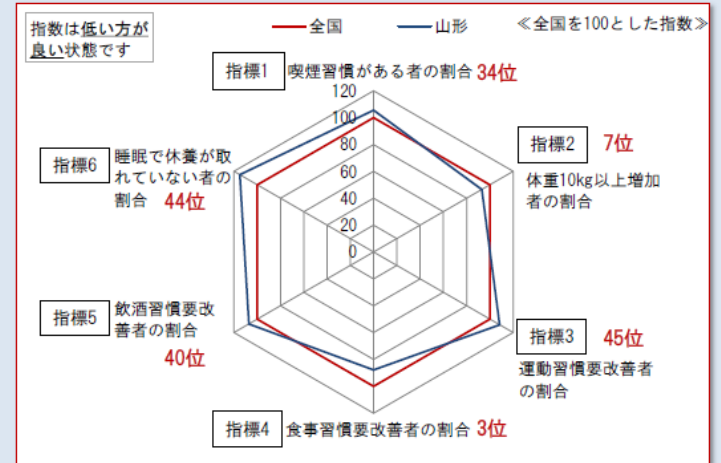 指数は低い方が
良い状態です
全国
山形
≪全国を100とした指数≫
指標1
喫煙習慣がある者の割合 34位
120
100
80
60
40
20
0
指標2
7位
体重10kg以上増加
者の割合
指標6
睡眠で休養が取
れていない者の
割合 44位
指標5
飲酒習慣要改
善者の割合
40位
指標3
45位
運動習慣要改善者
の割合
指標4
食事習慣要改善者の割合 3位